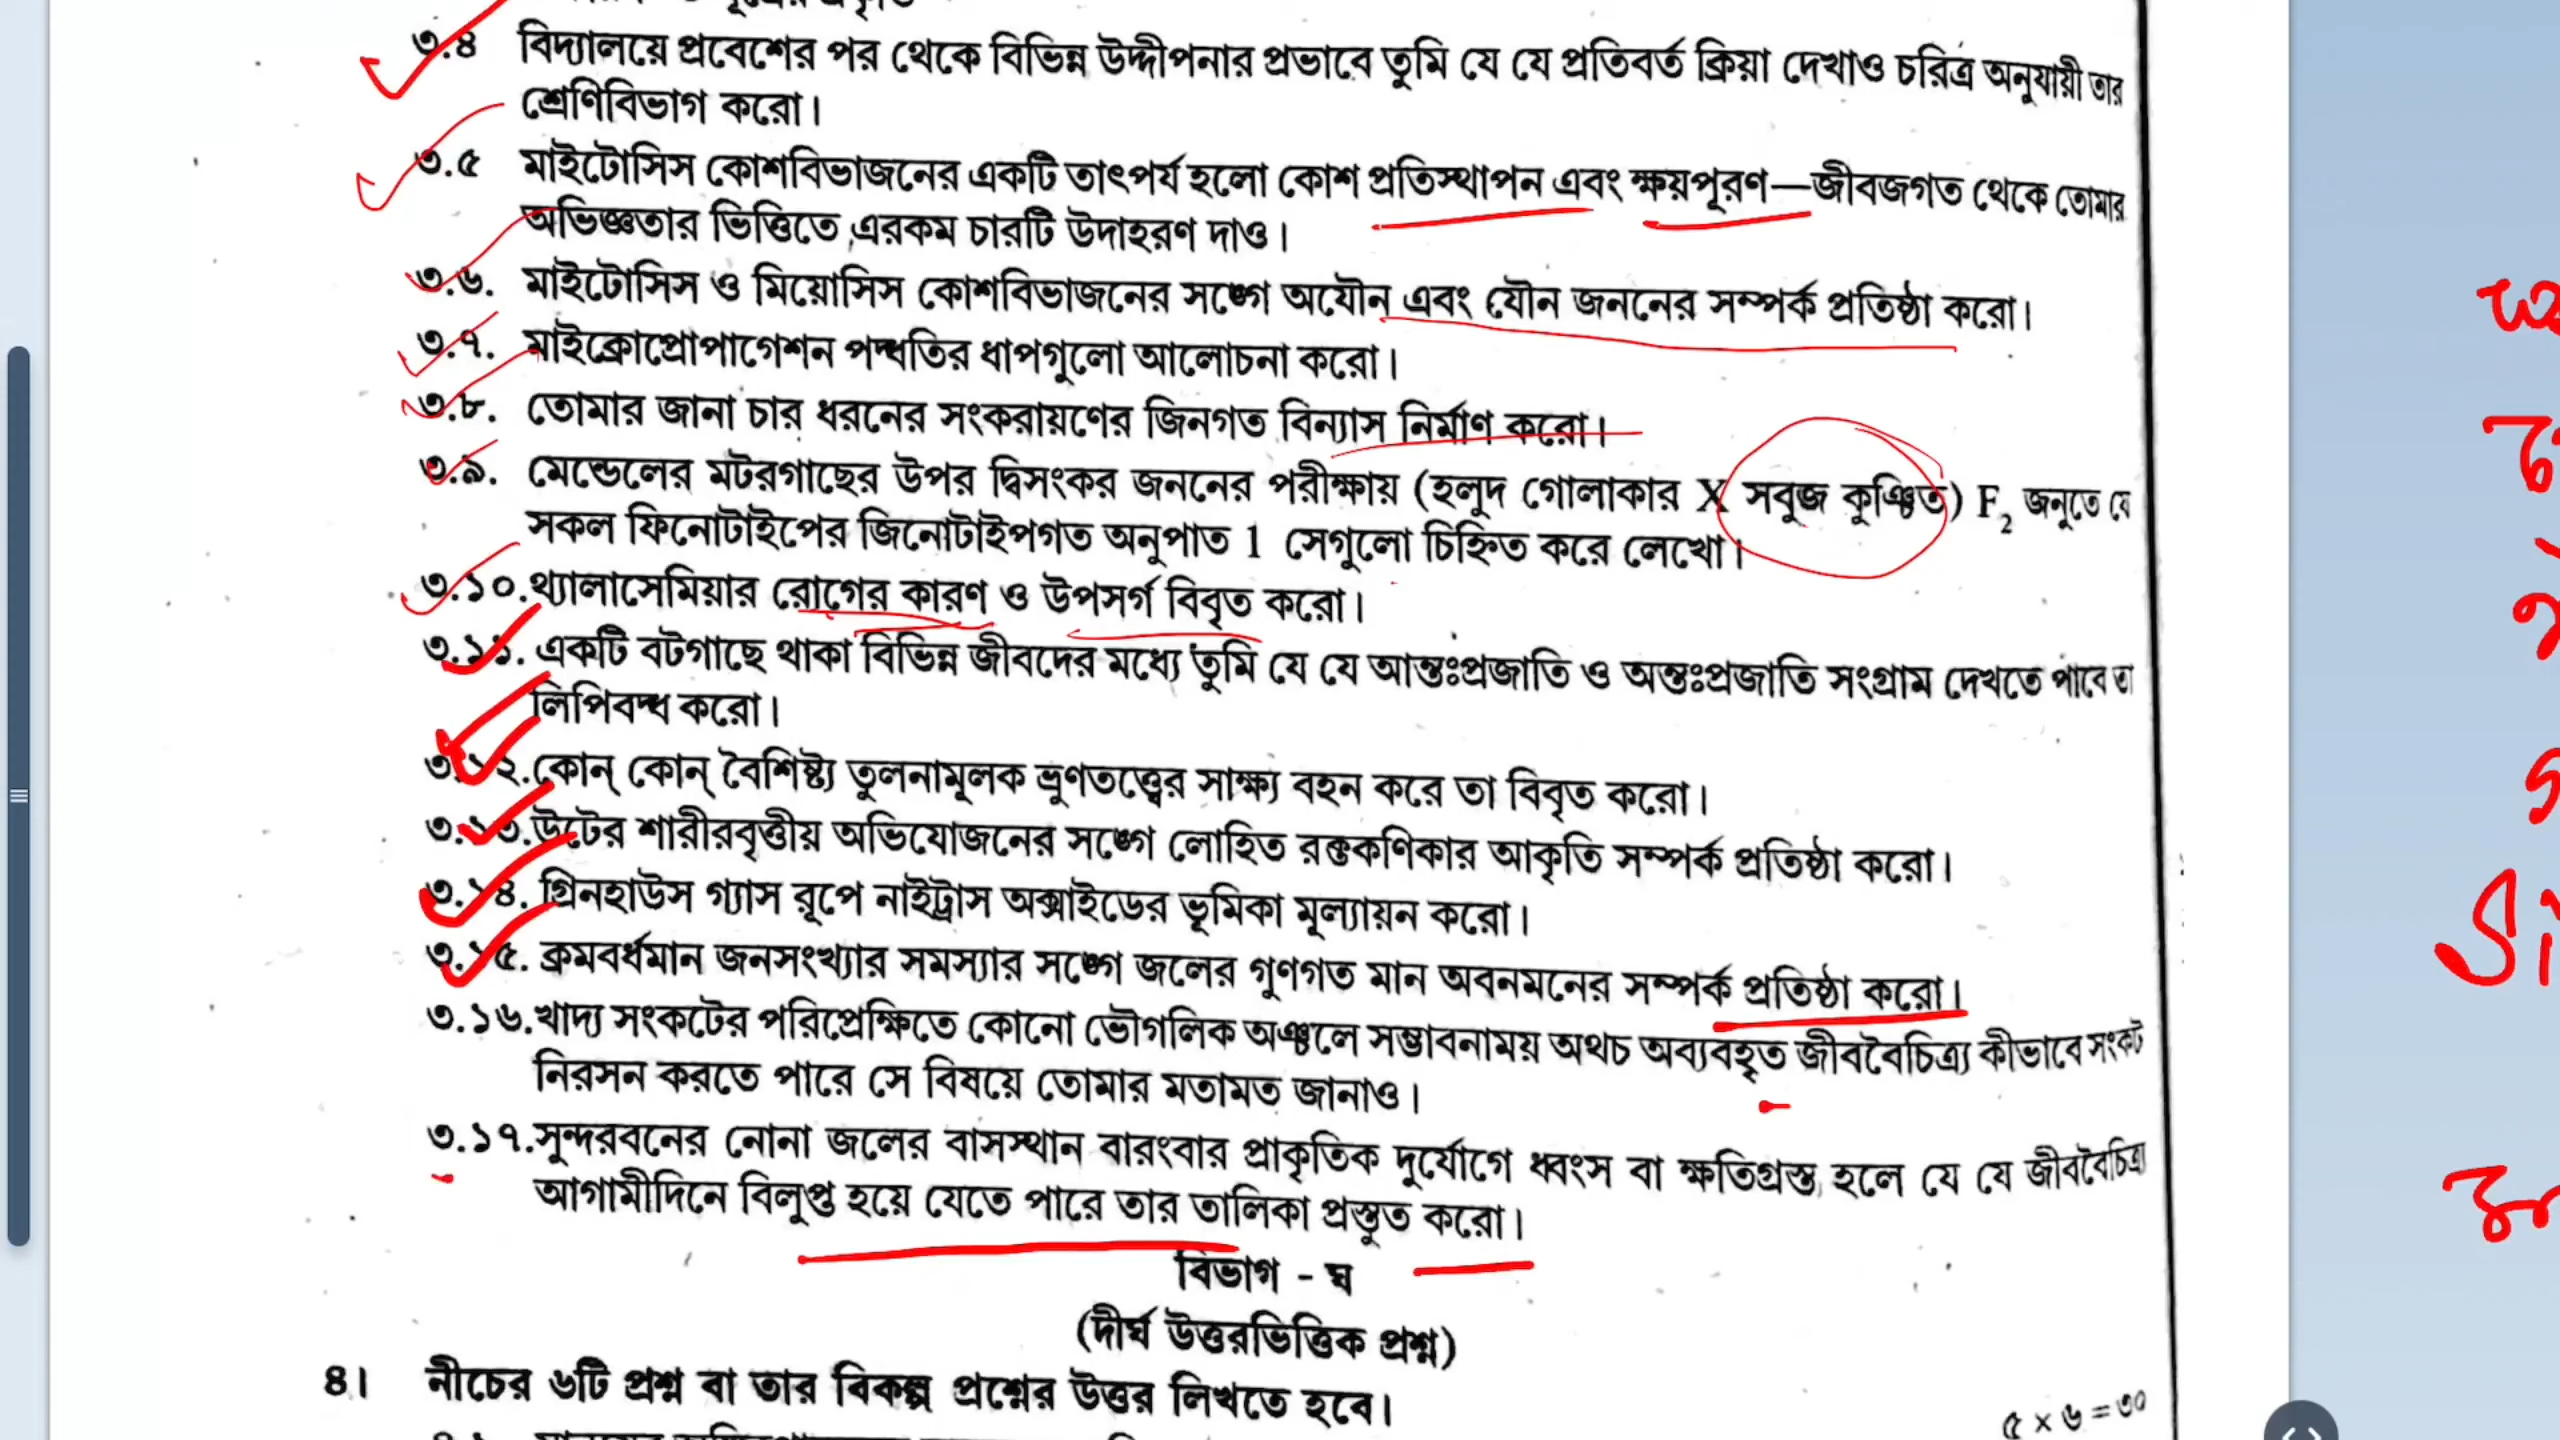 ৩.৪ বিদ্যালয়ে প্রবেশের পর থেকে বিভিন্ন উদ্দীপনার প্রভাবে তুমি যে যে প্রতিবর্ত ক্রিয়া দেখাও চরিত্র অনুযায়ী তার
শ্রেণিবিভাগ করো।
৩.৫ মাইটোসিস কোশবিভাজনের একটি তাৎপর্য হলো কোশ প্রতিস্থাপন এবং ক্ষয়পূরণ—জীবজগত থেকে তোমার
অভিজ্ঞতার ভিত্তিতে এরকম চারটি উদাহরণ দাও।
৩.৬. মাইটোসিস ও মিয়োসিস কোশবিভাজনের সঙ্গে অযৌন এবং যৌন জননের সম্পর্ক প্রতিষ্ঠা করো।
৩.৭. মাইক্রোপ্রোপাগেশন পদ্ধতির ধাপগুলো আলোচনা করো।
৩.৮. তোমার জানা চার ধরনের সংকরায়ণের জিনগত বিন্যাস নির্মাণ করো।
৩.৯. মেন্ডেলের মটরগাছের উপর দ্বিসংকর জননের পরীক্ষায় (হলুদ গোলাকার X সবুজ কুঞ্চিত) F₂ জনুতে যে
সকল ফিনোটাইপের জিনোটাইপগত অনুপাত 1 সেগুলো চিহ্নিত করে লেখো।
৩.১০. থ্যালাসেমিয়ার রোগের কারণ ও উপসর্গ বিবৃত করো।
৩.১১. একটি বটগাছে থাকা বিভিন্ন জীবদের মধ্যে তুমি যে যে আন্তঃপ্রজাতি ও অন্তঃপ্রজাতি সংগ্রাম দেখতে পাবে তা
লিপিবদ্ধ করো।
৩.১২. কোন্ কোন্ বৈশিষ্ট্য তুলনামূলক ভ্রুণতত্ত্বের সাক্ষ্য বহন করে তা বিবৃত করো।
৩.১৩. উটের শারীরবৃত্তীয় অভিযোজনের সঙ্গে লোহিত রক্তকণিকার আকৃতি সম্পর্ক প্রতিষ্ঠা করো।
৩.১৪. গ্রিনহাউস গ্যাস রূপে নাইট্রাস অক্সাইডের ভূমিকা মূল্যায়ন করো।
৩.১৫. ক্রমবর্ধমান জনসংখ্যার সমস্যার সঙ্গে জলের গুণগত মান অবনমনের সম্পর্ক প্রতিষ্ঠা করো।
৩.১৬. খাদ্য সংকটের পরিপ্রেক্ষিতে কোনো ভৌগলিক অঞ্চলে সম্ভাবনাময় অথচ অব্যবহৃত জীববৈচিত্র্য কীভাবে সংকট
নিরসন করতে পারে সে বিষয়ে তোমার মতামত জানাও।
৩.১৭. সুন্দরবনের নোনা জলের বাসস্থান বারংবার প্রাকৃতিক দুর্যোগে ধ্বংস বা ক্ষতিগ্রস্ত হলে যে যে জীববৈচিত্র্য
আগামীদিনে বিলুপ্ত হয়ে যেতে পারে তার তালিকা প্রস্তুত করো।
বিভাগ - ঘ
(দীর্ঘ উত্তরভিত্তিক প্রশ্ন)
৪। নীচের ৬টি প্রশ্ন বা তার বিকল্প প্রশ্নের উত্তর লিখতে হবে।
৫ × ৬ = ৩০